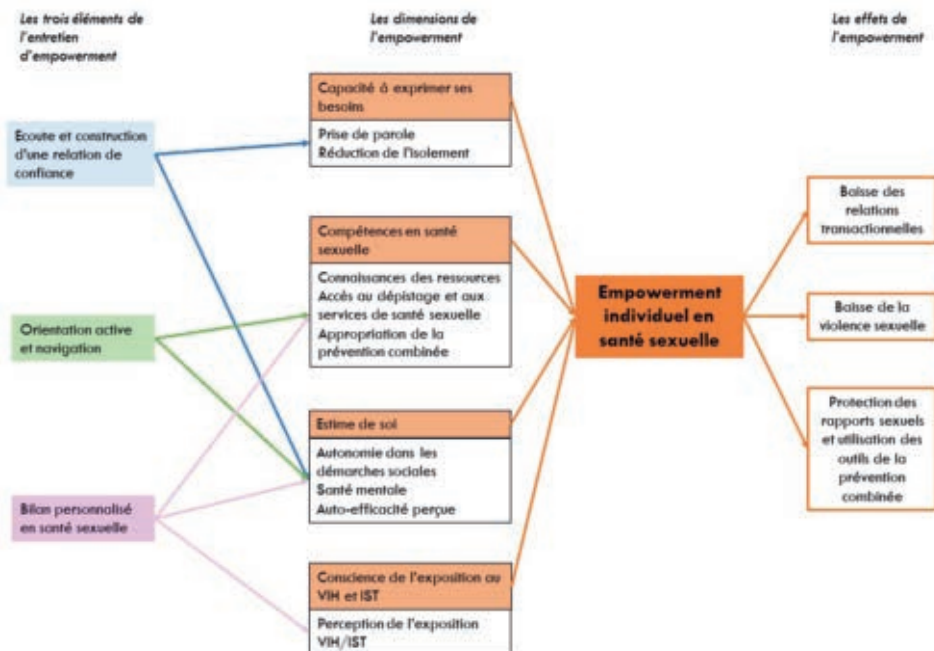 Les trois éléments de
l'entretien
d'empowerment
Écoute et construction
d'une relation de
confiance
Orientation active
et navigation
Bilan personnalisé
en santé sexuelle
Les dimensions de
l'empowerment
Capacité à exprimer ses
besoins
Prise de parole
Réduction de l'isolement
Compétences en santé
sexuelle
Connaissances des ressources
Accès au dépistage et aux
services de santé sexuelle
Appropriation de la
prévention combinée
Estime de soi
Autonomie dans les
démarches sociales
Santé mentale
Auto-efficacité perçue
Conscience de l'exposition au
VIH et IST
Perception de l'exposition
VIH/IST
Empowerment
individuel en
santé sexuelle
Les effets de
l'empowerment
Baisse des
relations
transactionnelles
Baisse de la
violence sexuelle
Protection des
rapports sexuels
et utilisation des
outils de la
prévention
combinée